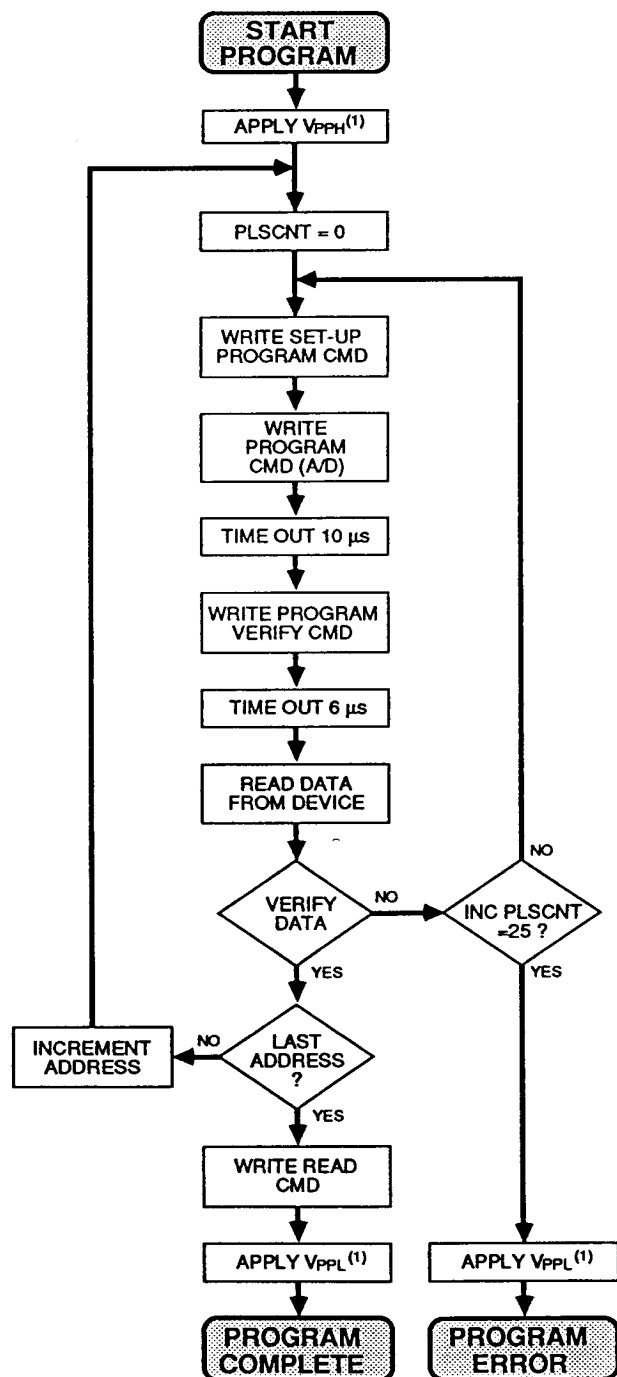 START
PROGRAM
APPLY VPPH(1)
PLSCNT = 0
WRITE SET-UP
PROGRAM CMD
WRITE
PROGRAM
CMD (A/D)
TIME OUT 10 µs
WRITE PROGRAM
VERIFY CMD
TIME OUT 6 µs
READ DATA
FROM DEVICE
VERIFY
DATA
NO
YES
INC PLSCNT
=25 ?
NO
YES
LAST
ADDRESS
?
NO
YES
INCREMENT
ADDRESS
WRITE READ
CMD
APPLY VPPL(1)
PROGRAM
COMPLETE
APPLY VPPL(1)
PROGRAM
ERROR